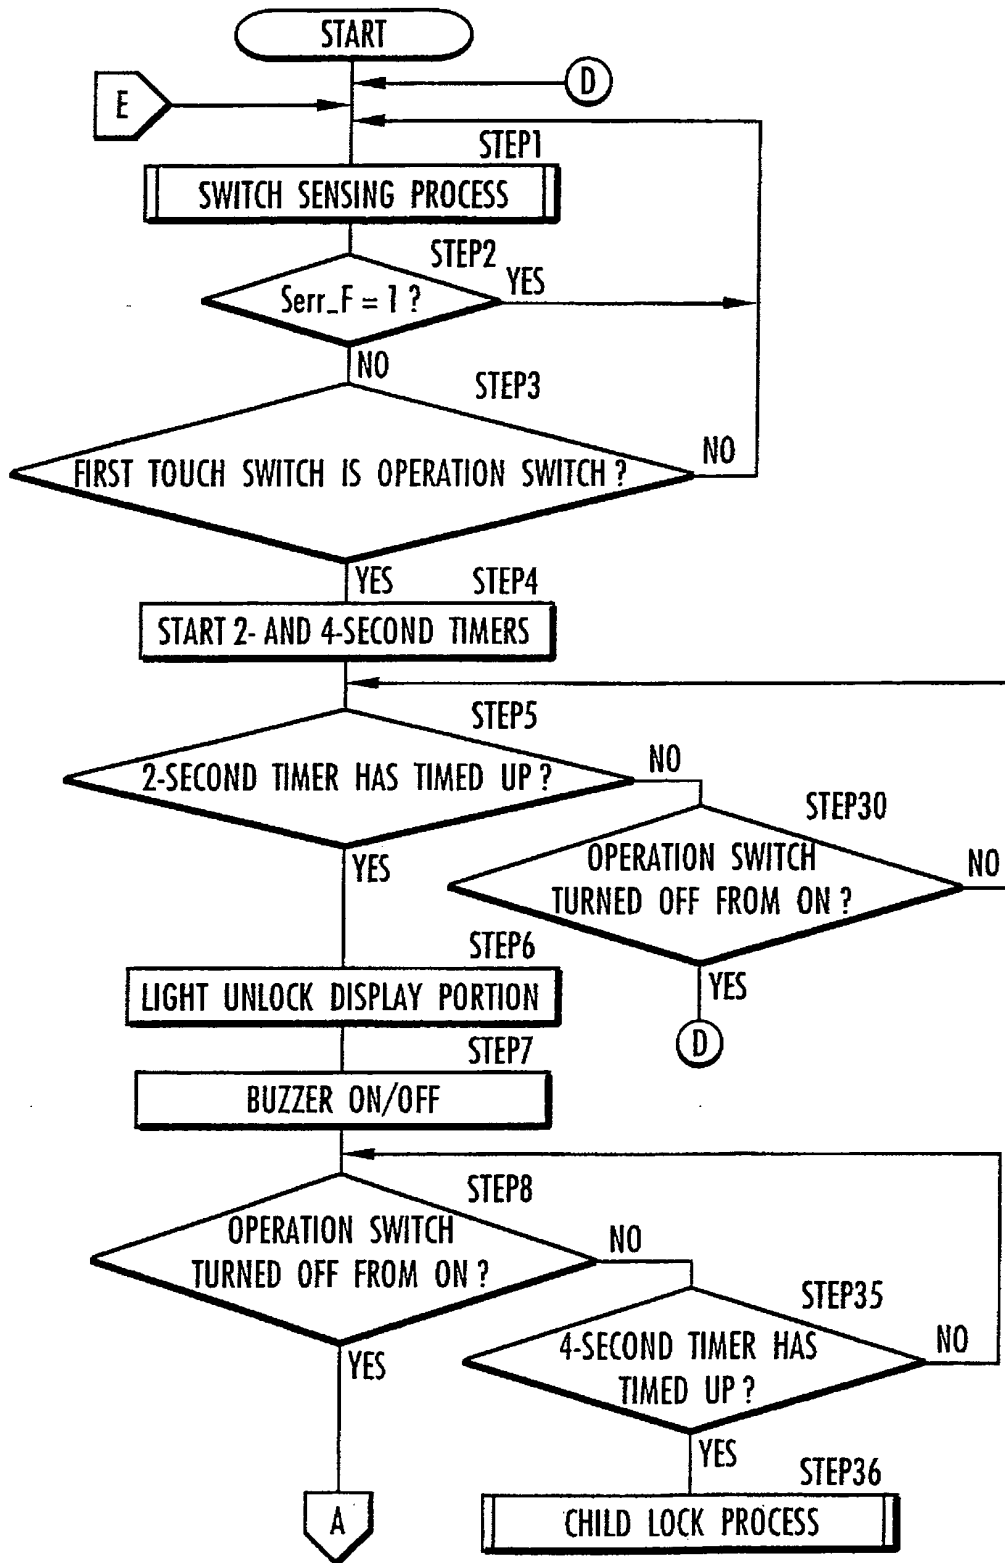 START
D
E
STEP1
SWITCH SENSING PROCESS
STEP2
Serr_F = 1 ?
YES
NO
STEP3
FIRST TOUCH SWITCH IS OPERATION SWITCH ?
NO
YES
STEP4
START 2- AND 4-SECOND TIMERS
STEP5
2-SECOND TIMER HAS TIMED UP ?
NO
YES
STEP30
OPERATION SWITCH
TURNED OFF FROM ON ?
NO
YES
D
STEP6
LIGHT UNLOCK DISPLAY PORTION
STEP7
BUZZER ON/OFF
STEP8
OPERATION SWITCH
TURNED OFF FROM ON ?
NO
YES
STEP35
4-SECOND TIMER HAS
TIMED UP ?
NO
YES
STEP36
CHILD LOCK PROCESS
A